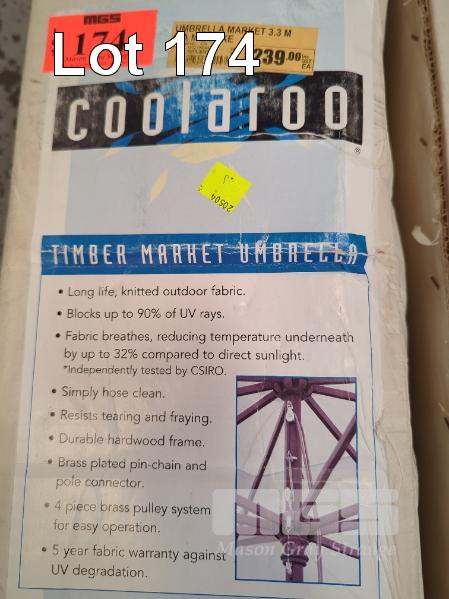 MGS
174
Lot 174
UMBRELLA MARKET 3.3 M
239.00
EA
coolaroo
®
20504
TIMBER MARKET UMBRELLA
• Long life, knitted outdoor fabric.
• Blocks up to 90% of UV rays.
• Fabric breathes, reducing temperature underneath
by up to 32% compared to direct sunlight.
*Independently tested by CSIRO.
• Simply hose clean.
• Resists tearing and fraying.
• Durable hardwood frame.
• Brass plated pin-chain and
pole connector.
• 4 piece brass pulley system
for easy operation.
• 5 year fabric warranty against
UV degradation.
MGS
Mason Gray Strange